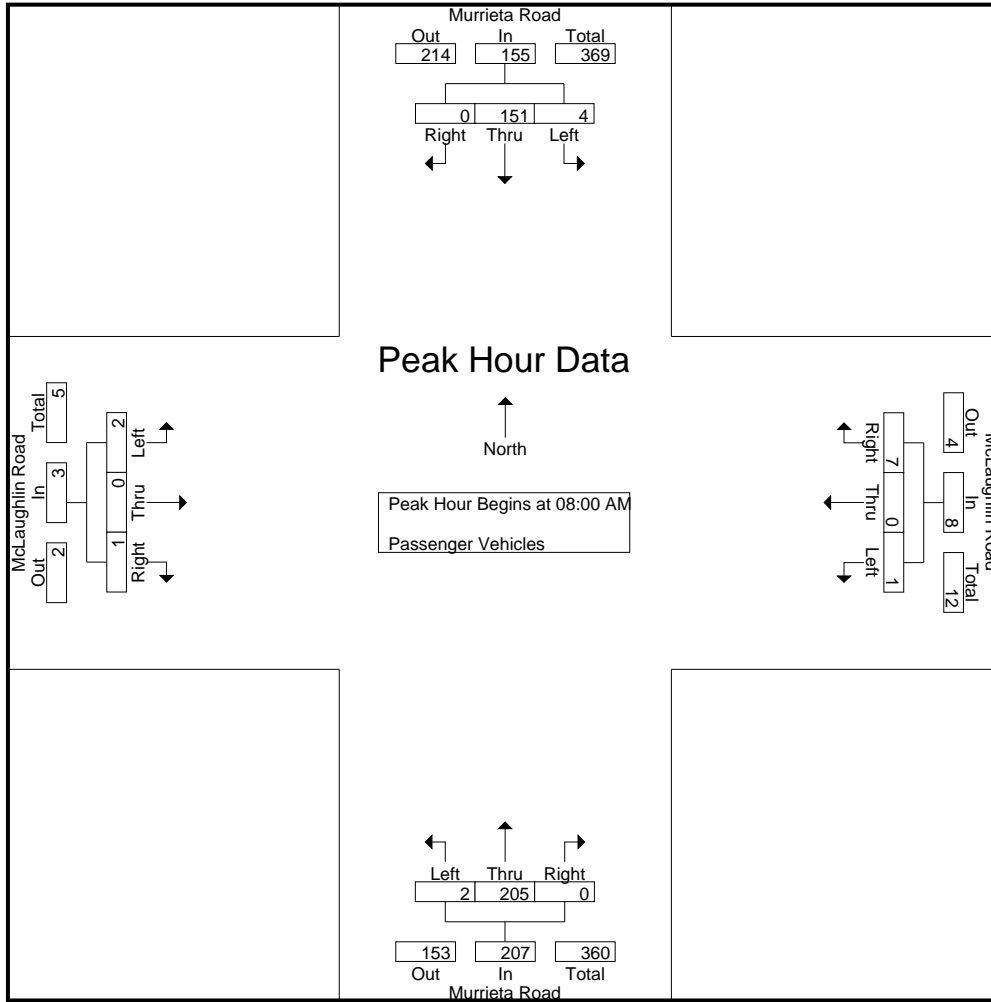 Murrieta Road
Out In Total
214 155 369
0 151 4
Right Thru Left
Peak Hour Data
North
Peak Hour Begins at 08:00 AM
Passenger Vehicles
McLaughlin Road
Out In Total
2 3 5
2 0 1
Left Thru Right
McLaughlin Road
Out In Total
4 8 12
7 0 1
Right Thru Left
Left Thru Right
2 205 0
153 207 360
Out In Total
Murrieta Road